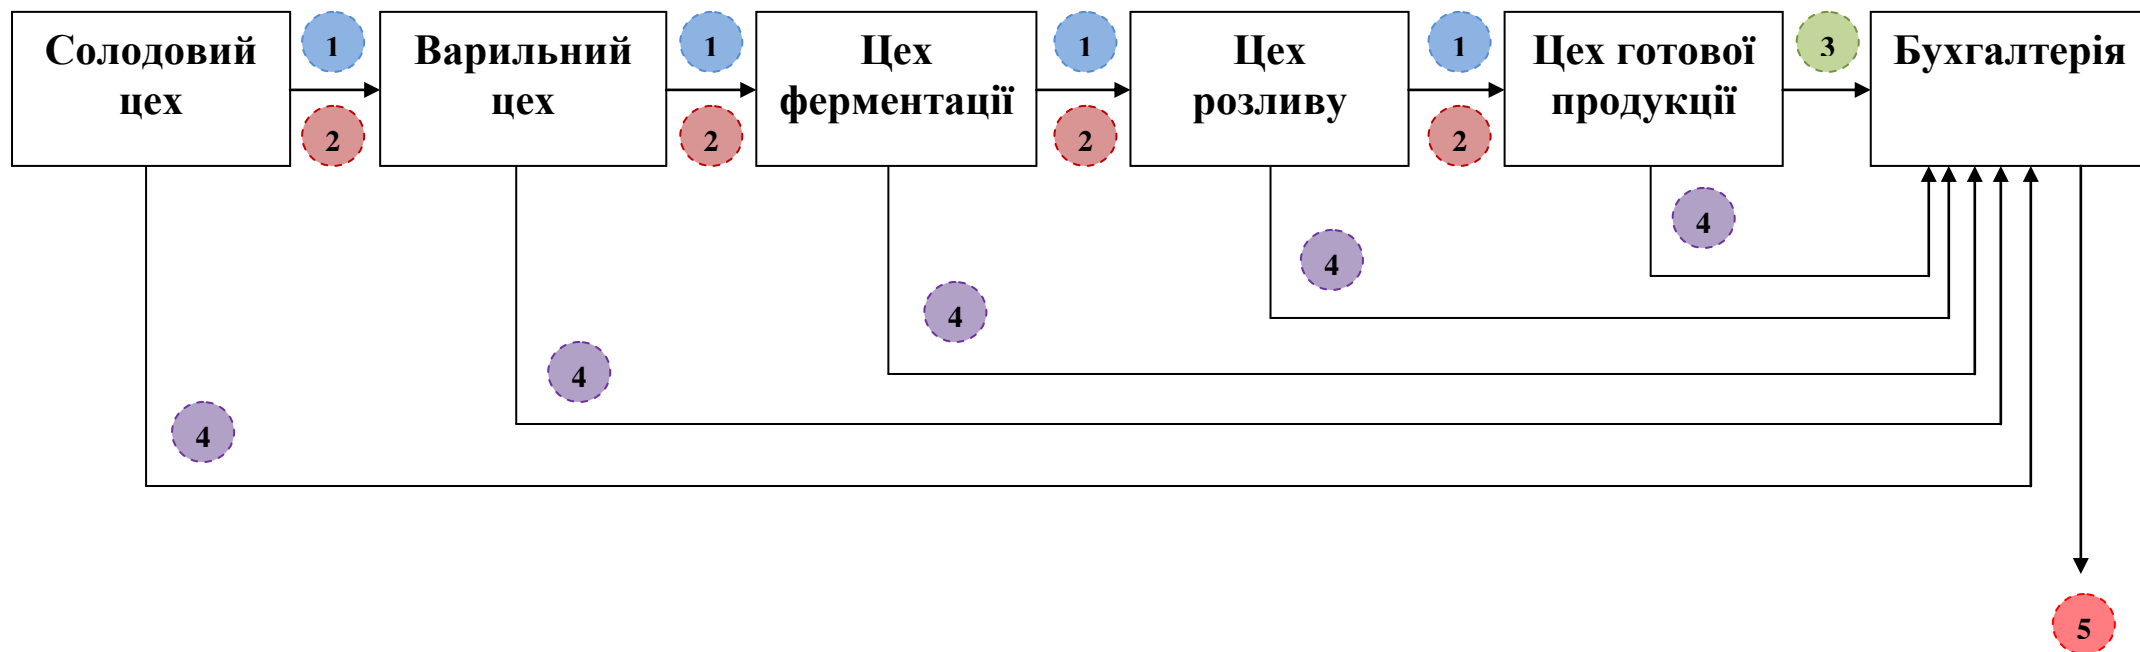 Солодовий
цех
1
2
Варильний
цех
1
2
Цех
ферментації
1
2
Цех
розливу
1
2
Цех готової
продукції
3
Бухгалтерія
4
4
4
4
4
5